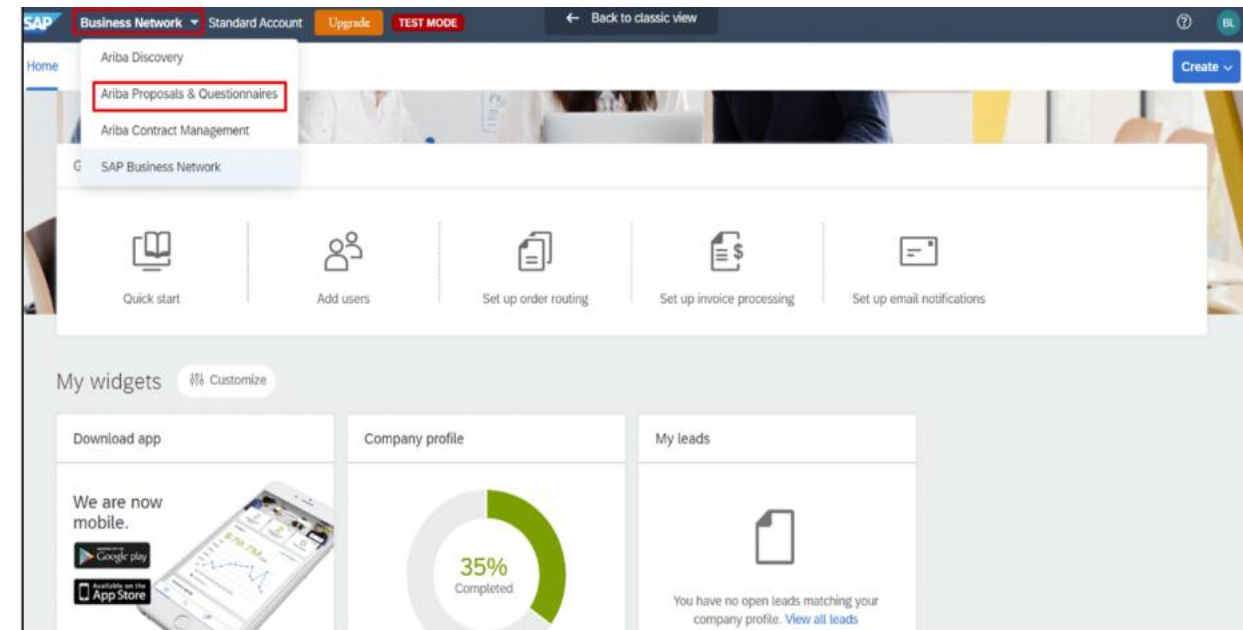 SAP Business Network Standard Account Upgrade TEST MODE ← Back to classic view BL
Home Create
Ariba Discovery
Ariba Proposals & Questionnaires
Ariba Contract Management
SAP Business Network
G
Quick start Add users Set up order routing Set up invoice processing Set up email notifications
My widgets Customize
Download app Company profile My leads
We are now
mobile.
Google play
Available on the
App Store
35%
Completed
You have no open leads matching your
company profile. View all leads